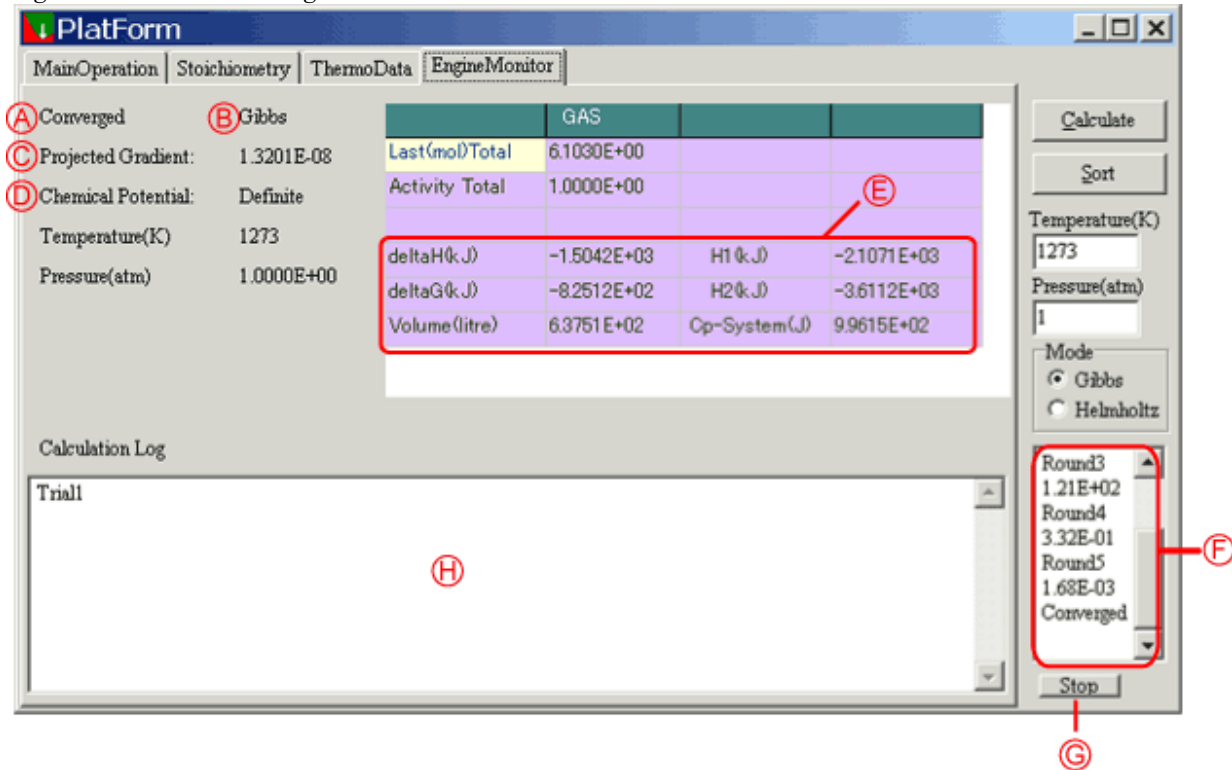 PlatForm
MainOperation Stoichiometry ThermoData EngineMonitor
A Converged B Gibbs
C Projected Gradient: 1.3201E-08
D Chemical Potential: Definite
Temperature(K) 1273
Pressure(atm) 1.0000E+00
GAS
Last(mol)Total 6.1030E+00
Activity Total 1.0000E+00
E
deltaH(kJ) -1.5042E+03 H1(kJ) -2.1071E+03
deltaG(kJ) -8.2512E+02 H2(kJ) -3.6112E+03
Volume(litre) 6.3751E+02 Cp-System(J) 9.9615E+02
Calculate
Sort
Temperature(K)
1273
Pressure(atm)
1
Mode
Gibbs
Helmholtz
Calculation Log
Trial1
H
Round3
1.21E+02
Round4
3.32E-01
Round5
1.68E-03
Converged
F
Stop
G